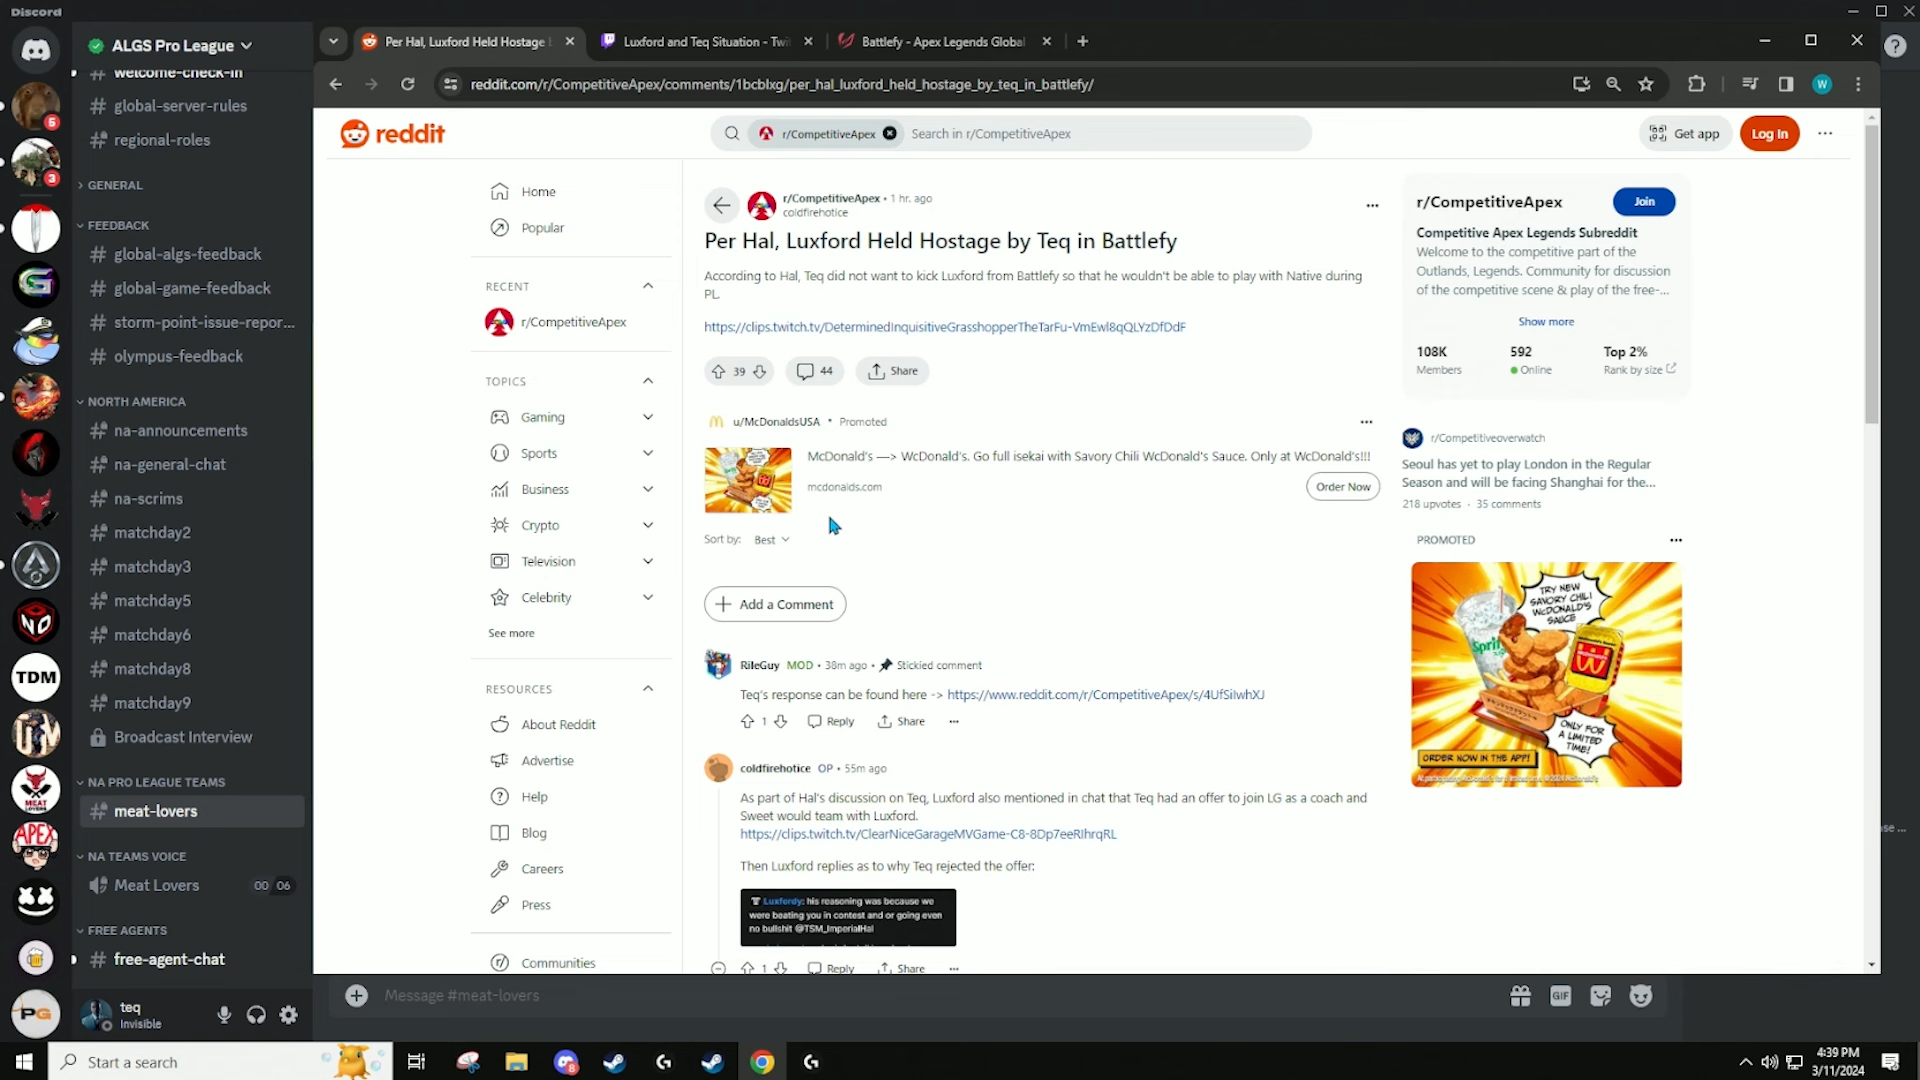 Discord
ALGS Pro League
welcome-check-in
global-server-rules
regional-roles
GENERAL
FEEDBACK
global-algs-feedback
global-game-feedback
storm-point-issue-repor...
olympus-feedback
NORTH AMERICA
na-announcements
na-general-chat
na-scrims
matchday2
matchday3
matchday5
matchday6
matchday8
matchday9
Broadcast Interview
NA PRO LEAGUE TEAMS
meat-lovers
NA TEAMS VOICE
Meat Lovers 00 06
FREE AGENTS
free-agent-chat
teq
Invisible
5
3
TDM
MEAT LOVERS
APEX
PG
Per Hal, Luxford Held Hostage b
Luxford and Teq Situation - Twi
Battlefy - Apex Legends Global
reddit.com/r/CompetitiveApex/comments/1bcblxg/per_hal_luxford_held_hostage_by_teq_in_battlefy/
W
reddit
r/CompetitiveApex
Search in r/CompetitiveApex
Get app
Log In
Home
Popular
RECENT
r/CompetitiveApex
TOPICS
Gaming
Sports
Business
Crypto
Television
Celebrity
See more
RESOURCES
About Reddit
Advertise
Help
Blog
Careers
Press
Communities
r/CompetitiveApex • 1 hr. ago
coldfirehotice
Per Hal, Luxford Held Hostage by Teq in Battlefy
According to Hal, Teq did not want to kick Luxford from Battlefy so that he wouldn't be able to play with Native during
PL.
https://clips.twitch.tv/DeterminedInquisitiveGrasshopperTheTarFu-VmEwl8qQLYzDfDdF
39
44
Share
u/McDonaldsUSA • Promoted
McDonald's —> WcDonald's. Go full isekai with Savory Chili WcDonald's Sauce. Only at WcDonald's!!!
mcdonalds.com
Order Now
Sort by: Best
Add a Comment
RileGuy MOD • 38m ago • Stickied comment
Teq's response can be found here -> https://www.reddit.com/r/CompetitiveApex/s/4UfSiIwhXJ
1 Reply Share
coldfirehotice OP • 55m ago
As part of Hal's discussion on Teq, Luxford also mentioned in chat that Teq had an offer to join LG as a coach and
Sweet would team with Luxford.
https://clips.twitch.tv/ClearNiceGarageMVGame-C8-8Dp7eeRIhrqRL
Then Luxford replies as to why Teq rejected the offer:
Luxfordy: his reasoning was because we
were beating you in contest and or going even
no bullshit @TSM_ImperialHal
1 Reply Share
r/CompetitiveApex
Join
Competitive Apex Legends Subreddit
Welcome to the competitive part of the
Outlands, Legends. Community for discussion
of the competitive scene & play of the free-...
Show more
108K 592 Top 2%
Members Online Rank by size
r/Competitiveoverwatch
Seoul has yet to play London in the Regular
Season and will be facing Shanghai for the...
218 upvotes · 35 comments
PROMOTED
TRY NEW
SAVORY CHILI
WcDONALD'S
SAUCE
Sprite
ONLY FOR
A LIMITED
TIME!
ORDER NOW IN THE APP!
Message #meat-lovers
GIF
Start a search
8
4:39 PM
3/11/2024